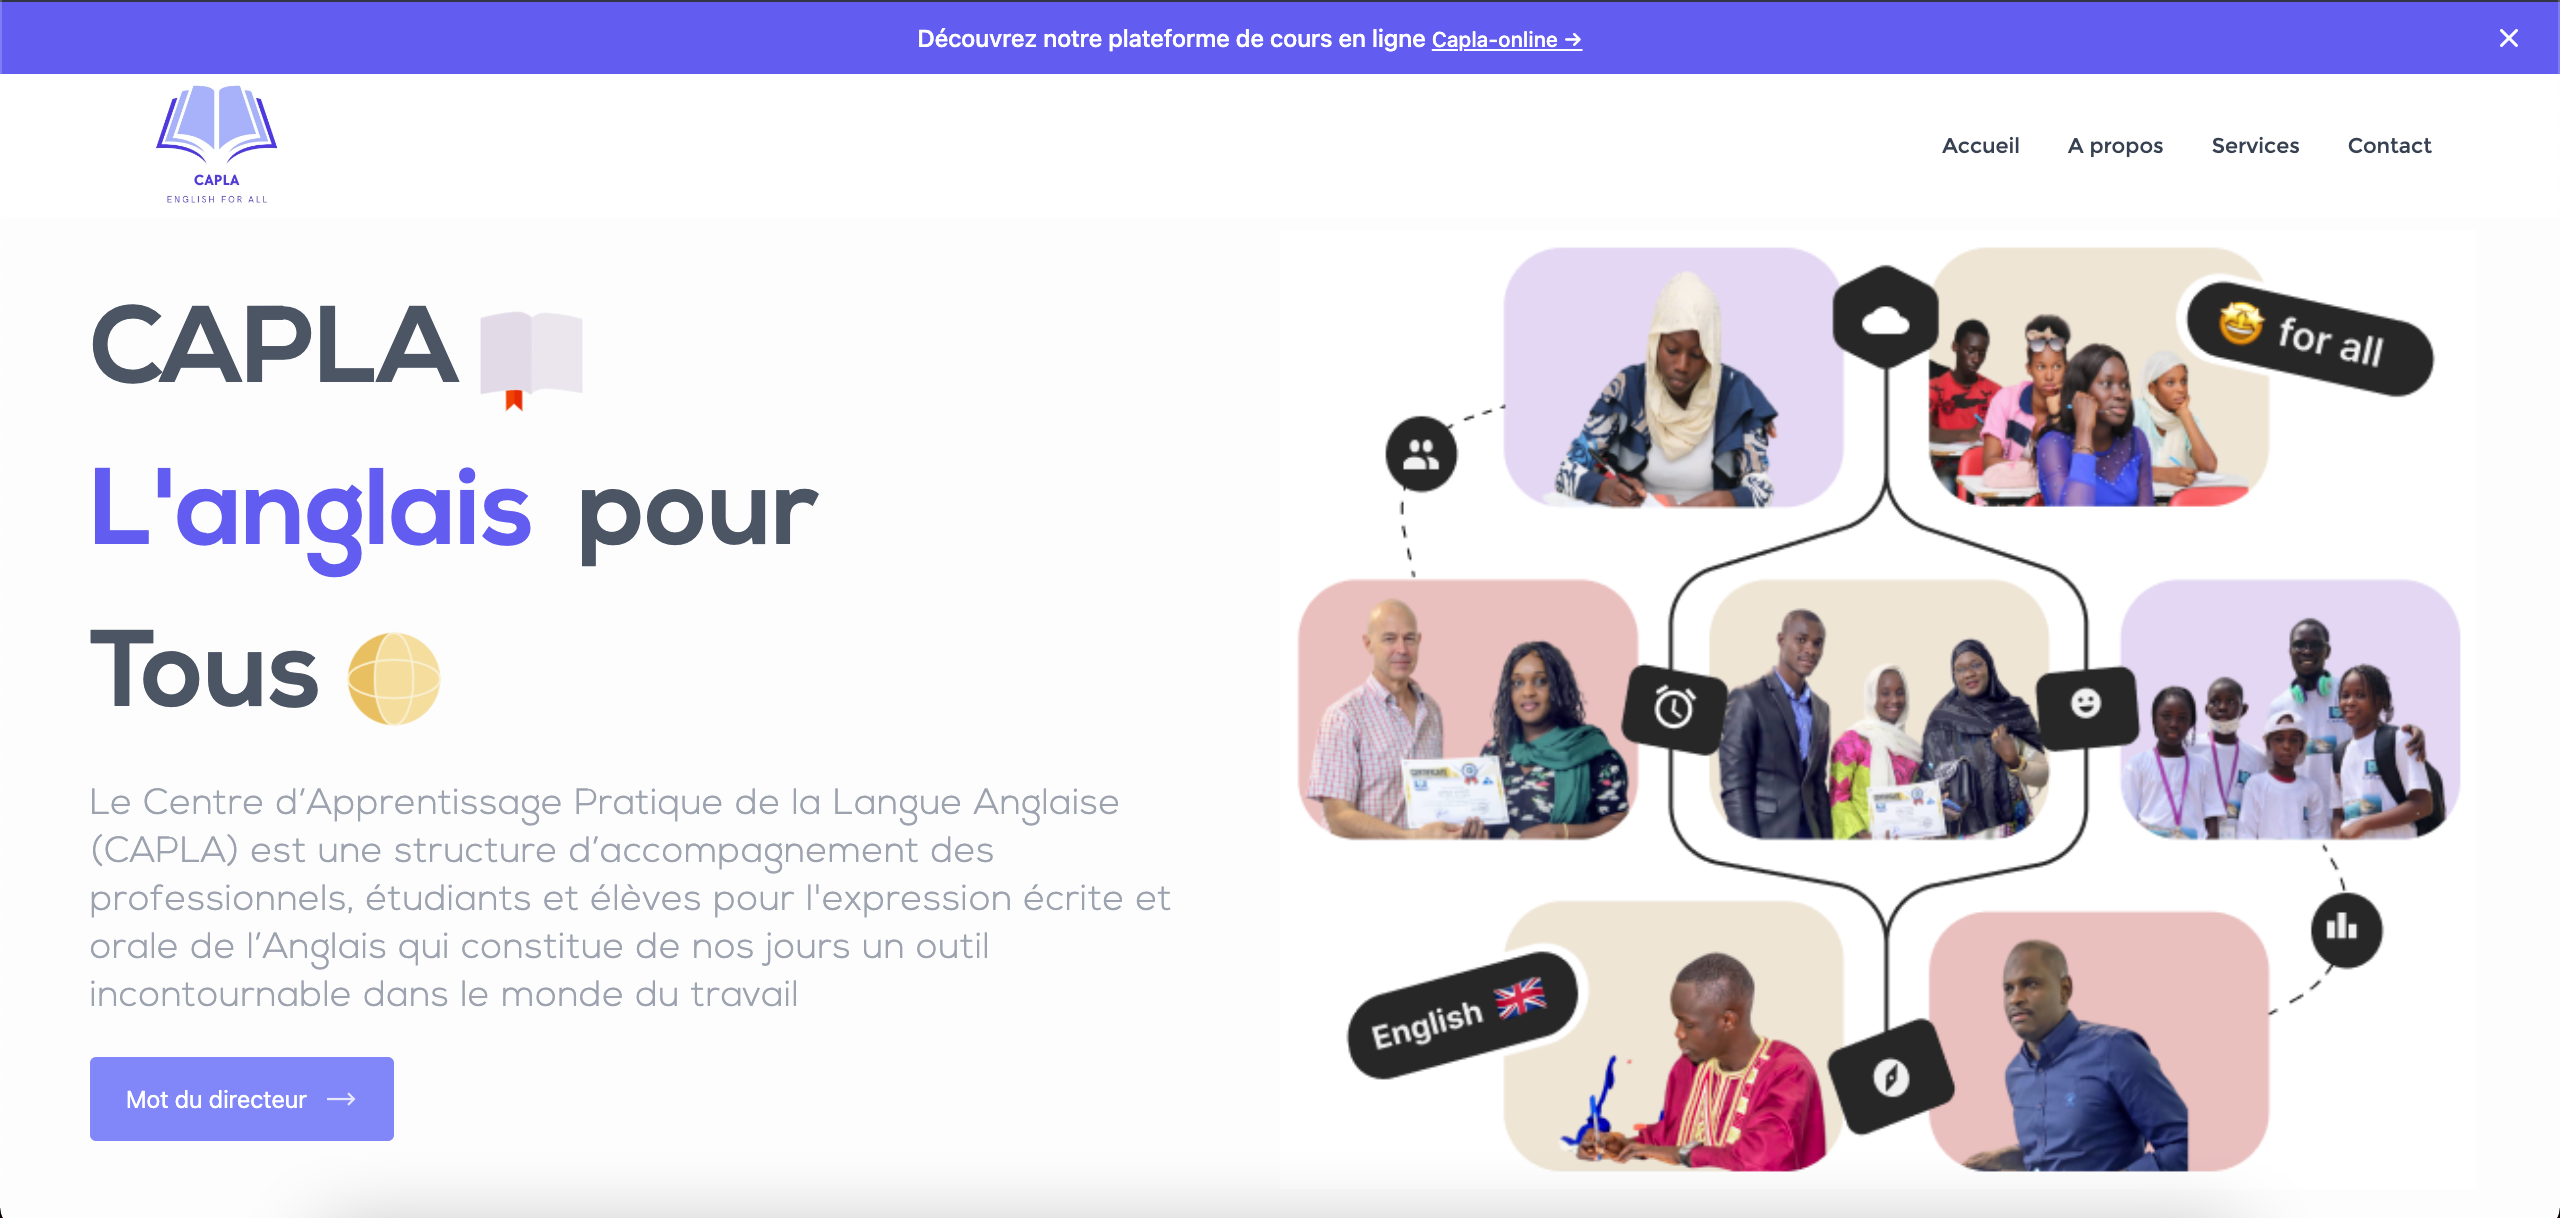 Découvrez notre plateforme de cours en ligne Capla-online →
CAPLA
ENGLISH FOR ALL
Accueil
A propos
Services
Contact
CAPLA
L'anglais pour
Tous
Le Centre d’Apprentissage Pratique de la Langue Anglaise
(CAPLA) est une structure d’accompagnement des
professionnels, étudiants et élèves pour l'expression écrite et
orale de l’Anglais qui constitue de nos jours un outil
incontournable dans le monde du travail
Mot du directeur
for all
CERTIFICATE
English